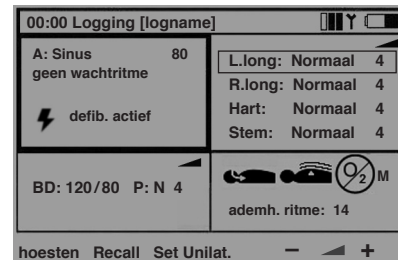 00:00 Logging [logname]
A: Sinus 80
geen wachtritme
defib. actief
L.long: Normaal 4
R.long: Normaal 4
Hart: Normaal 4
Stem: Normaal 4
BD: 120/80 P: N 4
O2 M
ademh. ritme: 14
hoesten Recall Set Unilat. − +